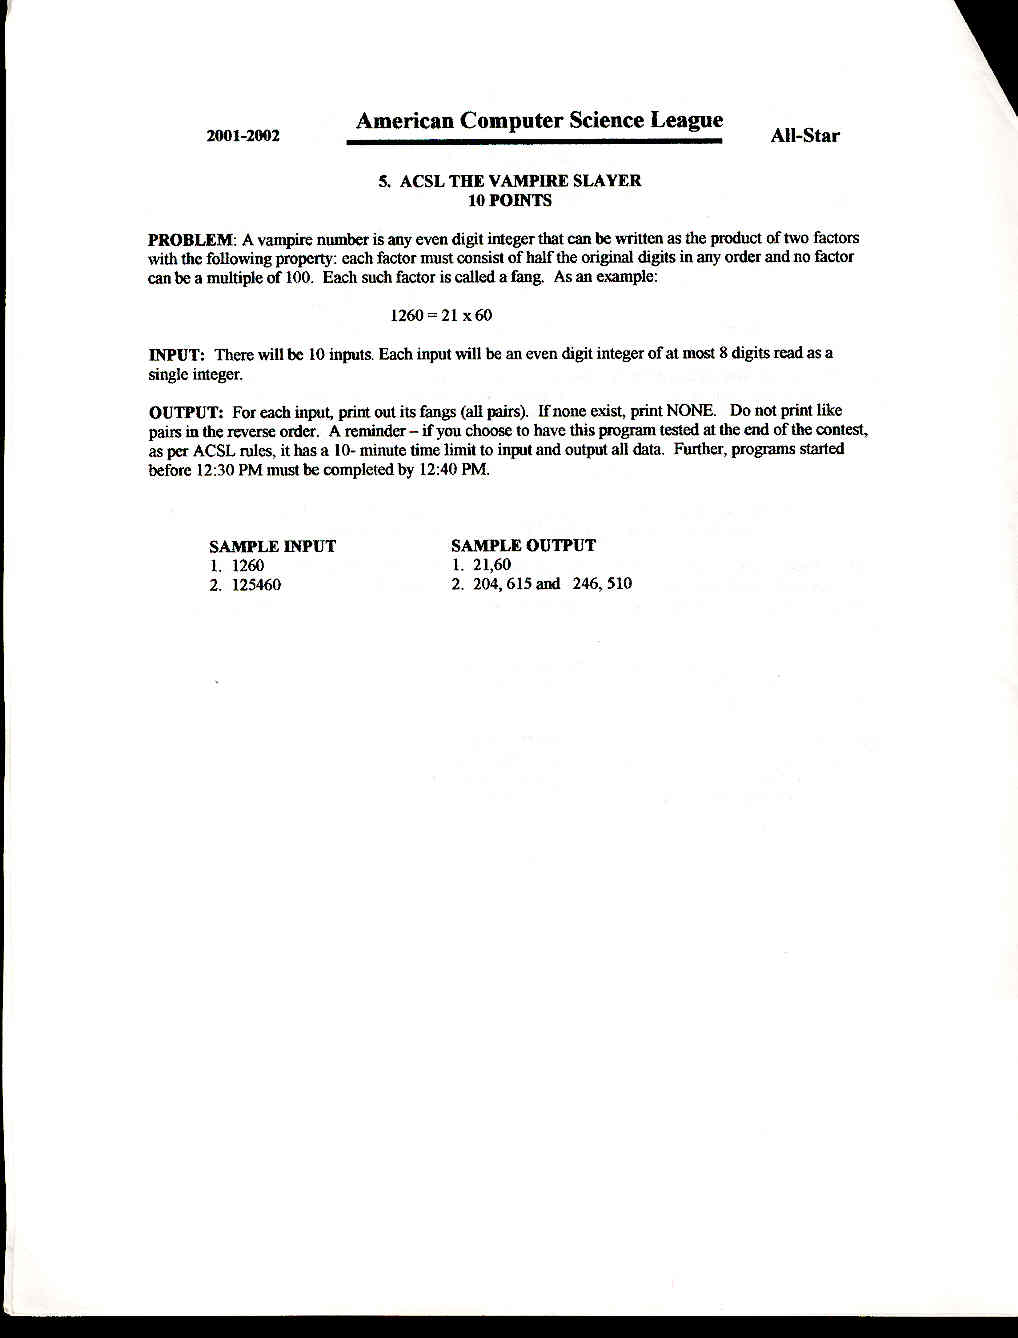 American Computer Science League
2001-2002
All-Star
5. ACSL THE VAMPIRE SLAYER
10 POINTS
PROBLEM: A vampire number is any even digit integer that can be written as the product of two factors
with the following property: each factor must consist of half the original digits in any order and no factor
can be a multiple of 100. Each such factor is called a fang. As an example:
1260 = 21 x 60
INPUT: There will be 10 inputs. Each input will be an even digit integer of at most 8 digits read as a
single integer.
OUTPUT: For each input, print out its fangs (all pairs). If none exist, print NONE. Do not print like
pairs in the reverse order. A reminder – if you choose to have this program tested at the end of the contest,
as per ACSL rules, it has a 10- minute time limit to input and output all data. Further, programs started
before 12:30 PM must be completed by 12:40 PM.
SAMPLE INPUT
1. 1260
2. 125460
SAMPLE OUTPUT
1. 21,60
2. 204, 615 and 246, 510